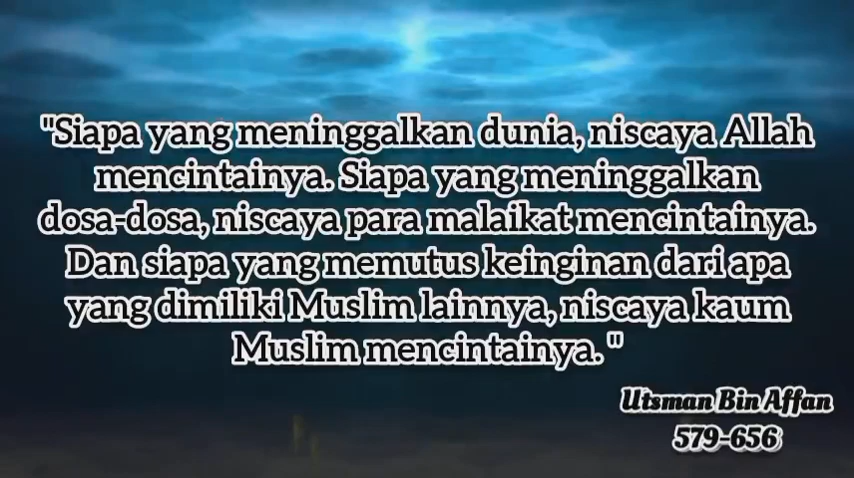 "Siapa yang meninggalkan dunia, niscaya Allah
mencintainya. Siapa yang meninggalkan
dosa-dosa, niscaya para malaikat mencintainya.
Dan siapa yang memutus keinginan dari apa
yang dimiliki Muslim lainnya, niscaya kaum
Muslim mencintainya. "
Utsman Bin Affan
579-656